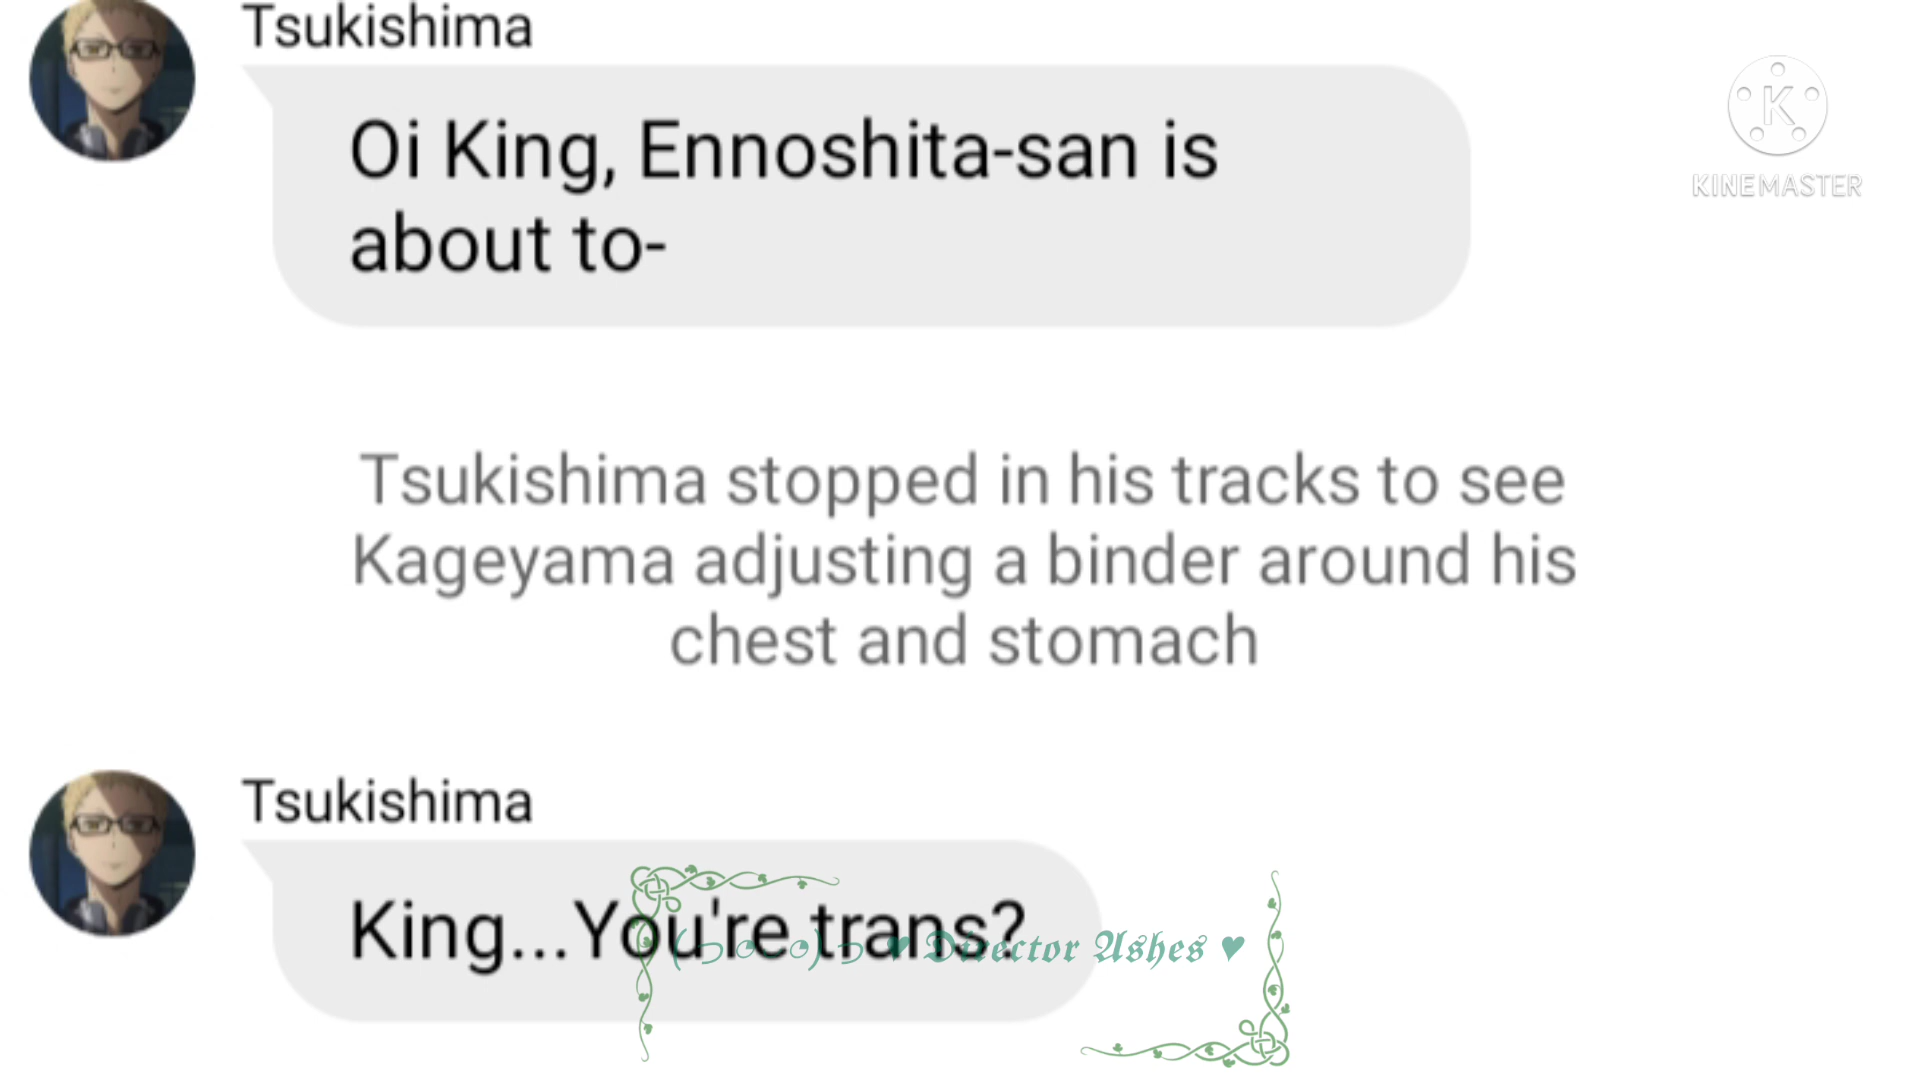 Tsukishima
Oi King, Ennoshita-san is
about to-
K
KINEMASTER
Tsukishima stopped in his tracks to see
Kageyama adjusting a binder around his
chest and stomach
Tsukishima
King...You're trans?
♥ Director Ashes ♥